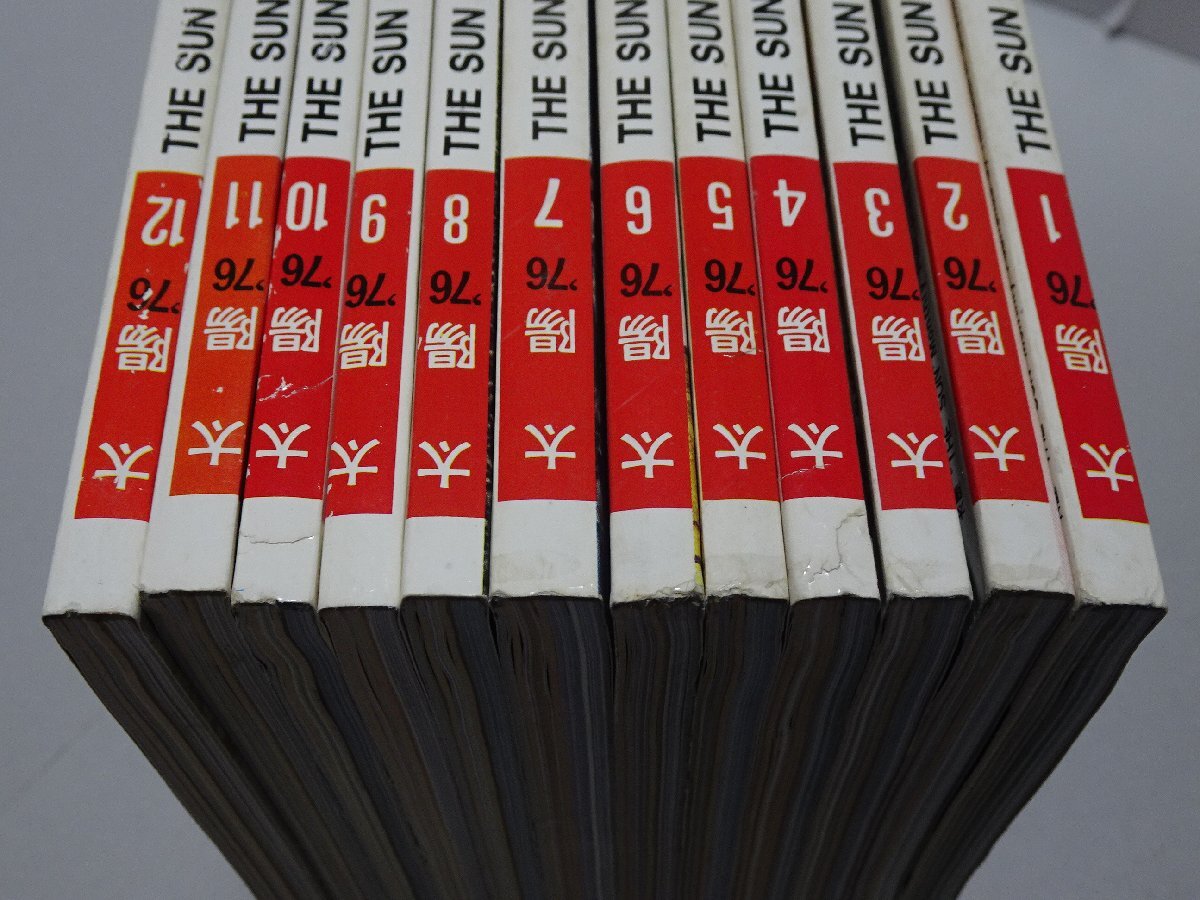 太陽 '76 1 THE SUN
太陽 '76 2 THE SUN
太陽 '76 3 THE SUN
太陽 '76 4 THE SUN
太陽 '76 5 THE SUN
太陽 '76 6 THE SUN
太陽 '76 7 THE SUN
太陽 '76 8 THE SUN
太陽 '76 9 THE SUN
太陽 '76 10 THE SUN
太陽 '76 11 THE SUN
太陽 '76 12 THE SUN